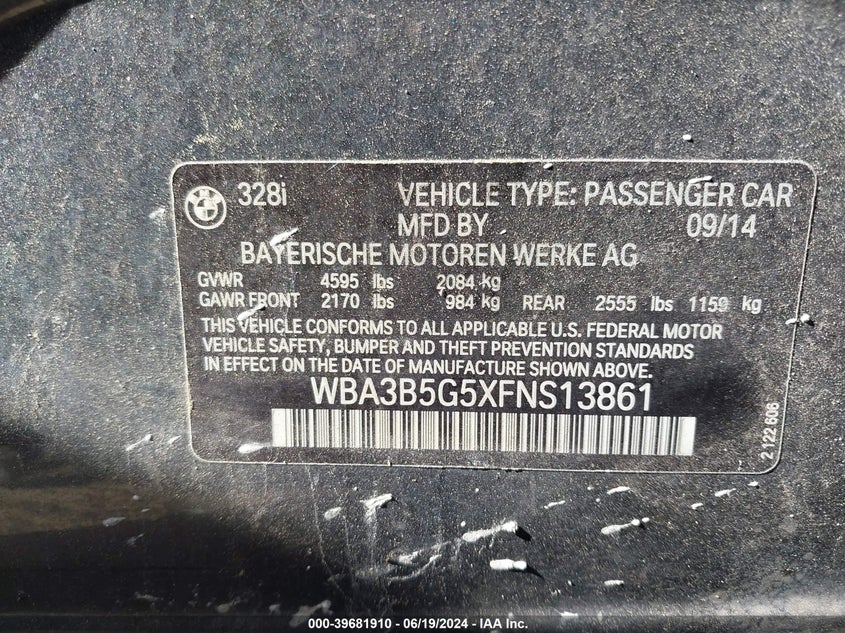 328i VEHICLE TYPE: PASSENGER CAR
MFD BY 09/14
BAYERISCHE MOTOREN WERKE AG
GVWR 4595 lbs 2084 kg
GAWR FRONT 2170 lbs 984 kg REAR 2555 lbs 1159 kg
THIS VEHICLE CONFORMS TO ALL APPLICABLE U.S. FEDERAL MOTOR
VEHICLE SAFETY, BUMPER AND THEFT PREVENTION STANDARDS
IN EFFECT ON THE DATE OF MANUFACTURE SHOWN ABOVE.
WBA3B5G5XFNS13861
2 122 606
000-39681910 - 06/19/2024 - IAA Inc.